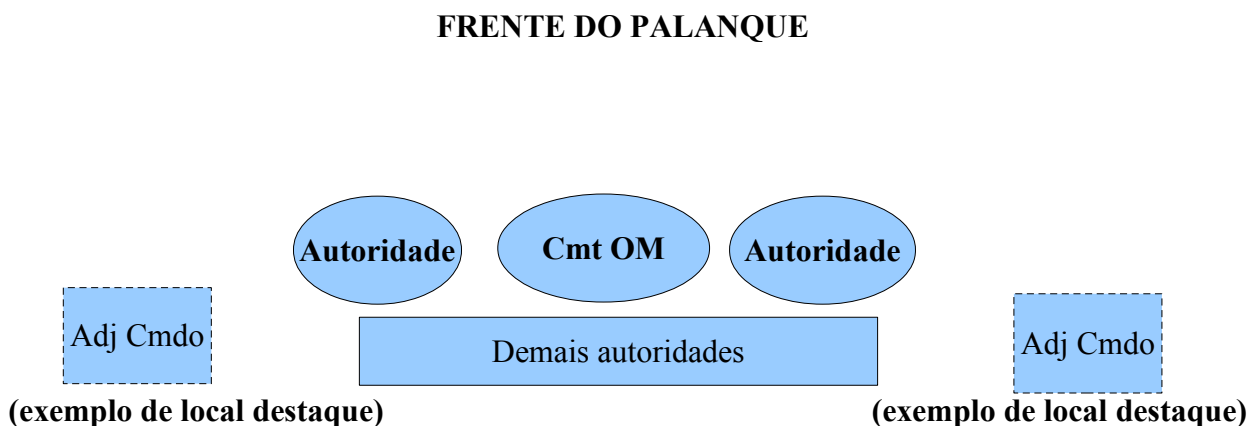 FRENTE DO PALANQUE
Autoridade
Cmt OM
Autoridade
Adj Cmdo
Demais autoridades
Adj Cmdo
(exemplo de local destaque)
(exemplo de local destaque)